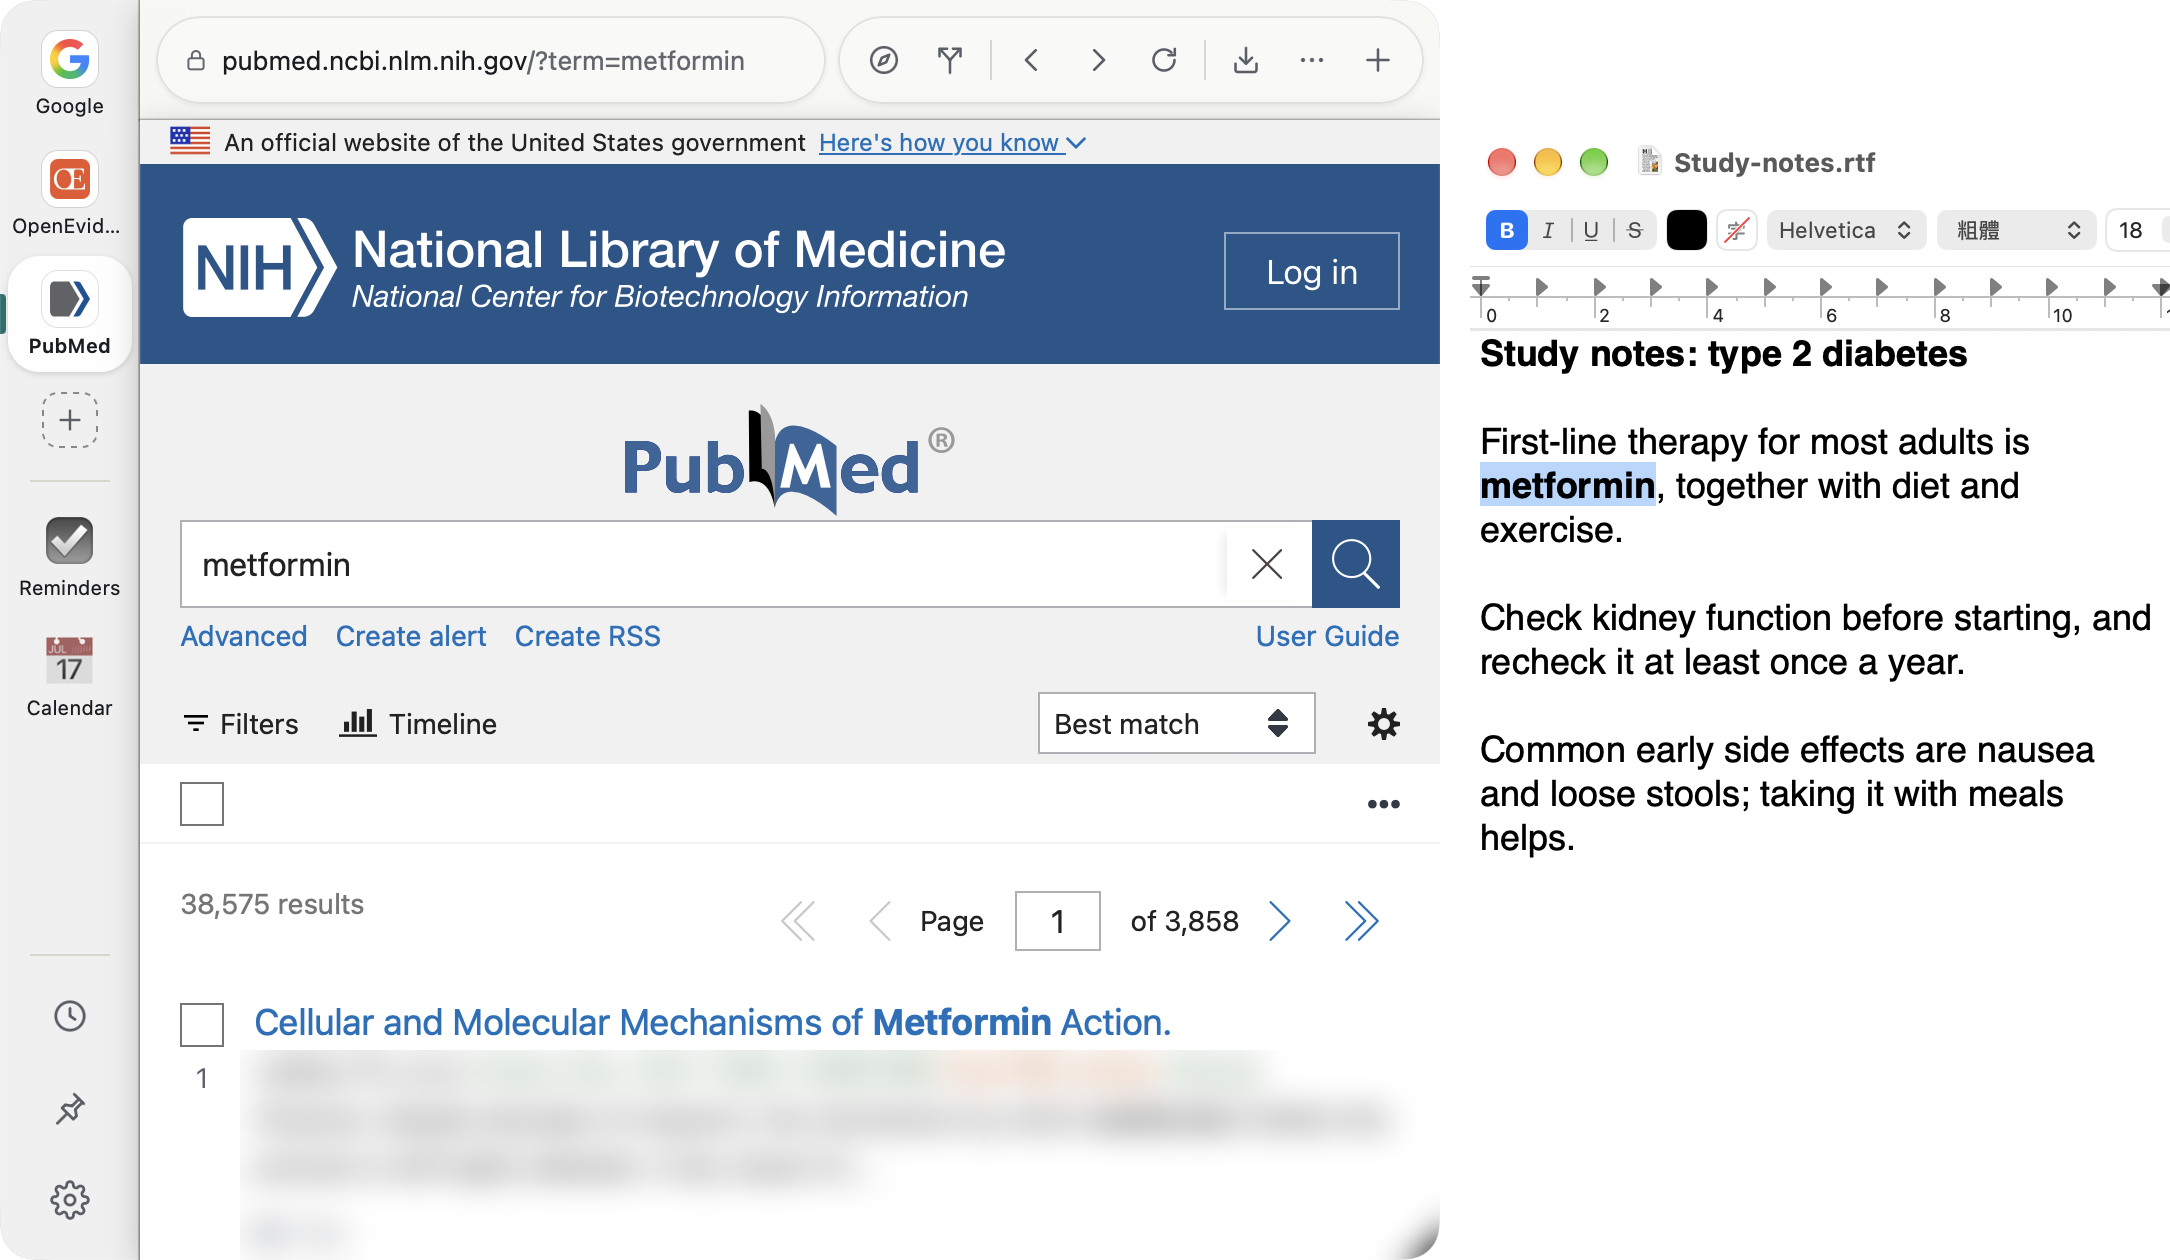 Google
OpenEvid...
PubMed
Reminders
JUL
17
Calendar
pubmed.ncbi.nlm.nih.gov/?term=metformin
An official website of the United States government Here's how you know
NIH National Library of Medicine
National Center for Biotechnology Information
Log in
PubMed®
metformin
Advanced Create alert Create RSS User Guide
Filters Timeline Best match
38,575 results
Page 1 of 3,858
Cellular and Molecular Mechanisms of Metformin Action.
1
Study-notes.rtf
B I U S Helvetica 粗體 18
0 2 4 6 8 10
Study notes: type 2 diabetes
First-line therapy for most adults is
metformin, together with diet and
exercise.
Check kidney function before starting, and
recheck it at least once a year.
Common early side effects are nausea
and loose stools; taking it with meals
helps.